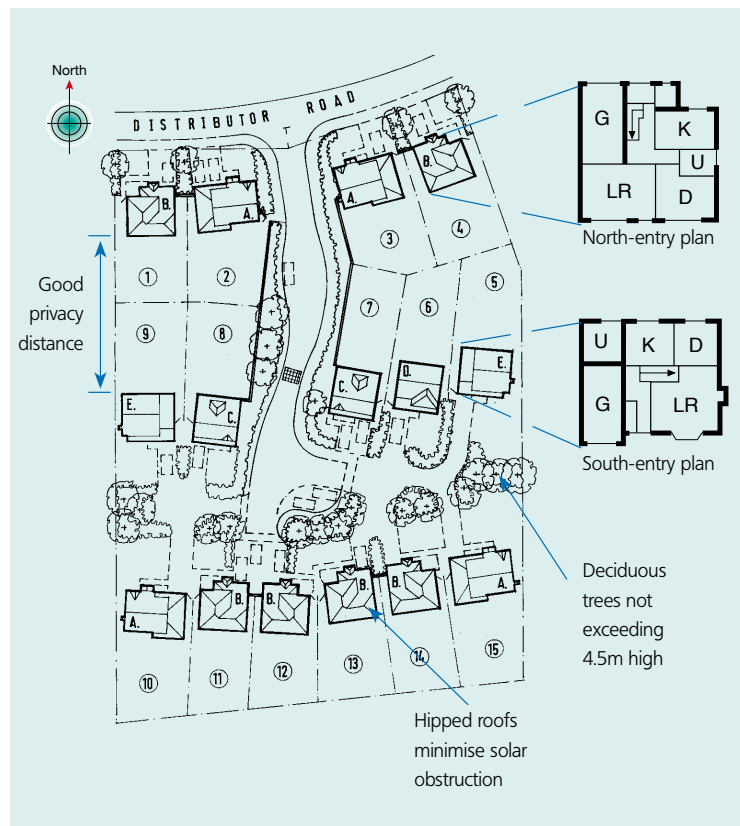 North
DISTRIBUTOR ROAD
B.
A.
A.
B.
1
2
3
4
5
9
8
7
6
Good
privacy
distance
E.
C.
C.
D.
E.
A.
B.
B.
B.
B.
A.
10
11
12
13
14
15
G
K
U
LR
D
North-entry plan
U
K
D
G
LR
South-entry plan
Deciduous
trees not
exceeding
4.5m high
Hipped roofs
minimise solar
obstruction